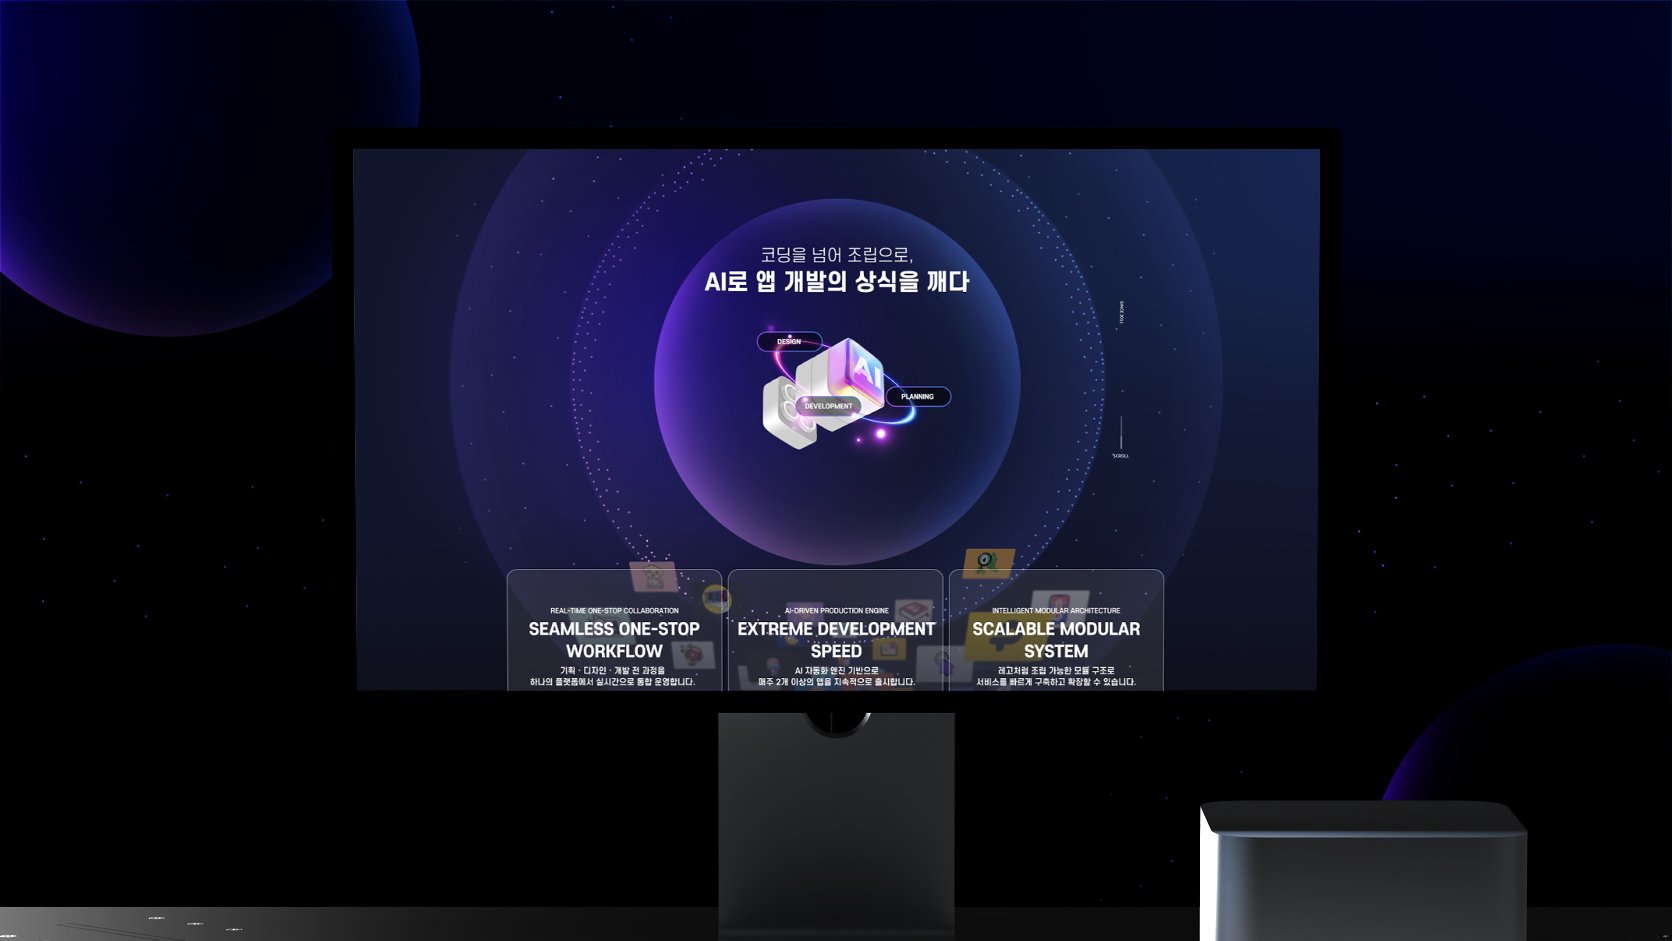 코딩을 넘어 조립으로,
AI로 앱 개발의 상식을 깨다
SINCE 2011
DESIGN
AI
PLANNING
DEVELOPMENT
SCROLL
REAL-TIME ONE-STOP COLLABORATION
SEAMLESS ONE-STOP
WORKFLOW
기획 · 디자인 · 개발 전 과정을
하나의 플랫폼에서 실시간으로 통합 운영합니다.
AI-DRIVEN PRODUCTION ENGINE
EXTREME DEVELOPMENT
SPEED
AI 자동화 엔진 기반으로
매주 2개 이상의 앱을 지속적으로 출시합니다.
INTELLIGENT MODULAR ARCHITECTURE
SCALABLE MODULAR
SYSTEM
레고처럼 조립 가능한 모듈 구조로
서비스를 빠르게 구축하고 확장할 수 있습니다.